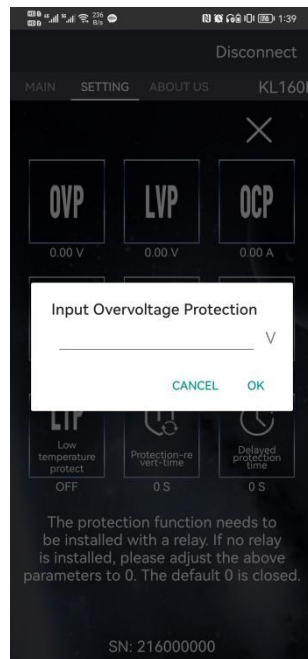 236 B/s
1:39
Disconnect
MAIN SETTING ABOUT US KL160
OVP LVP OCP
0.00 V 0.00 V 0.00 A
Input Overvoltage Protection
V
CANCEL OK
LTP
Low temperature protect
Protection-re
vert-time
Delayed
protection
time
OFF 0 S 0 S
The protection function needs to
be installed with a relay. If no relay
is installed, please adjust the above
parameters to 0. The default 0 is closed.
SN: 216000000